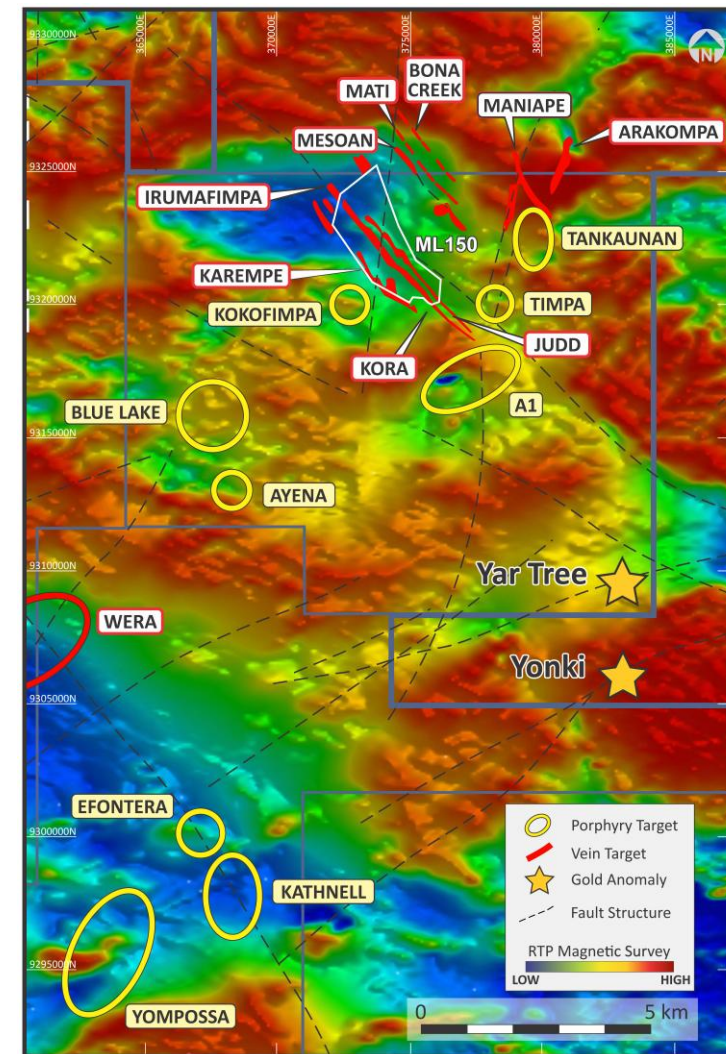 365000E
370000E
375000E
380000E
385000E
9330000N
N
BONA
CREEK
MATI
MANIAPE
MESOAN
ARAKOMPA
9325000N
IRUMAFIMPA
ML150
TANKAUNAN
KAREMPE
KOKOFIMPA
TIMPA
9320000N
JUDD
KORA
A1
BLUE LAKE
9315000N
AYENA
9310000N
Yar Tree
WERA
Yonki
9305000N
EFONTERA
9300000N
KATHNELL
9295000N
YOMPOSSA
Porphyry Target
Vein Target
Gold Anomaly
Fault Structure
RTP Magnetic Survey
LOW HIGH
0 5 km